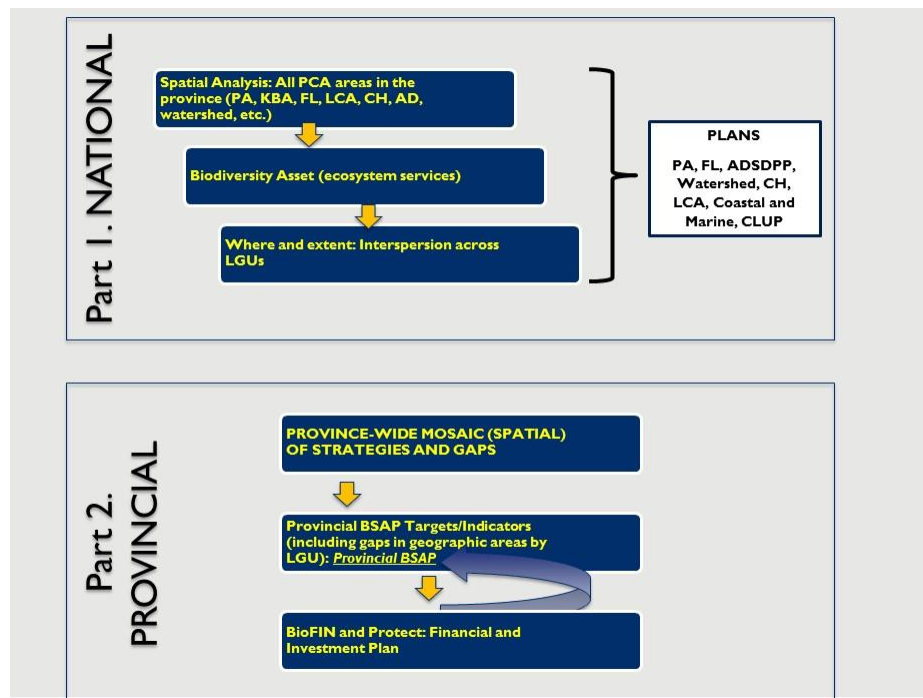 Part 1. NATIONAL
Spatial Analysis: All PCA areas in the
province (PA, KBA, FL, LCA, CH, AD,
watershed, etc.)
Biodiversity Asset (ecosystem services)
Where and extent: Interspersion across
LGUs
PLANS
PA, FL, ADSDPP,
Watershed, CH,
LCA, Coastal and
Marine, CLUP
Part 2.
PROVINCIAL
PROVINCE-WIDE MOSAIC (SPATIAL)
OF STRATEGIES AND GAPS
Provincial BSAP Targets/Indicators
(including gaps in geographic areas by
LGU): Provincial BSAP
BioFIN and Protect: Financial and
Investment Plan